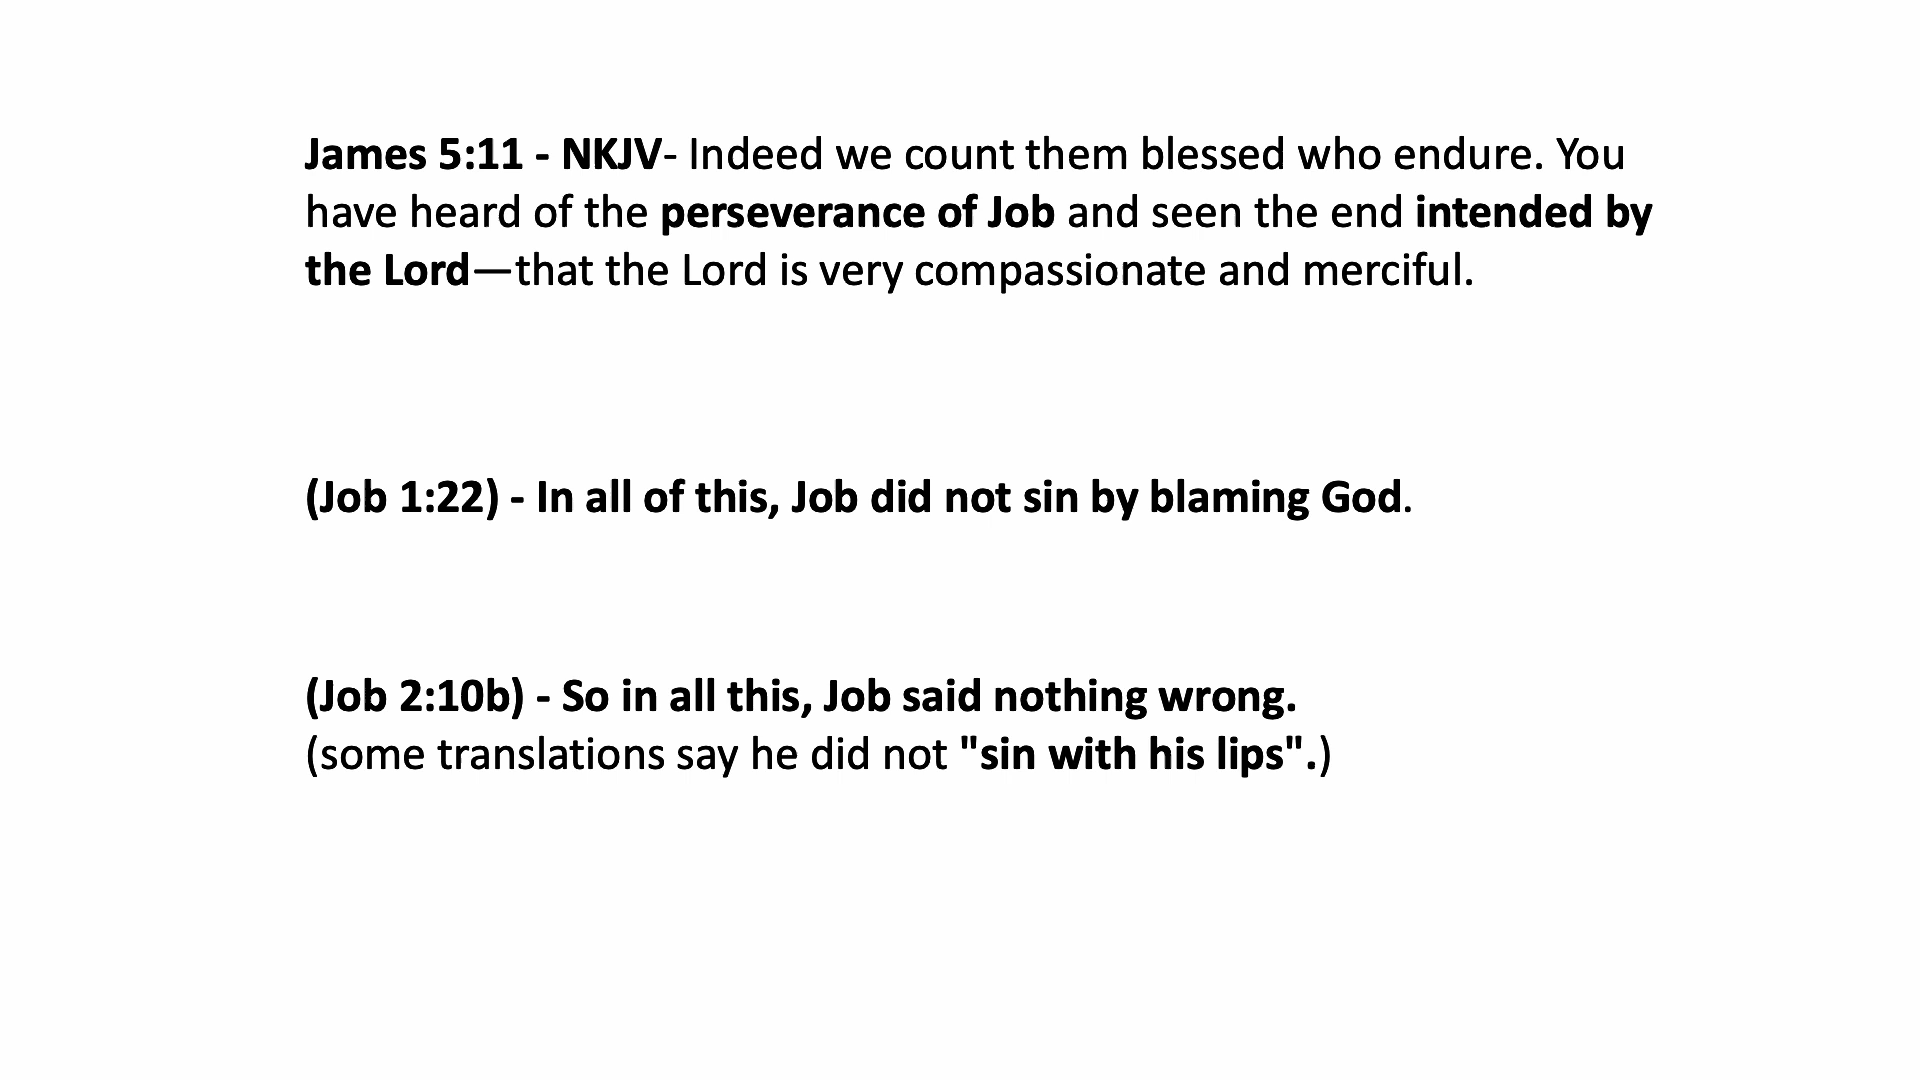 James 5:11 - NKJV- Indeed we count them blessed who endure. You
have heard of the perseverance of Job and seen the end intended by
the Lord—that the Lord is very compassionate and merciful.
(Job 1:22) - In all of this, Job did not sin by blaming God.
(Job 2:10b) - So in all this, Job said nothing wrong.
(some translations say he did not "sin with his lips".)